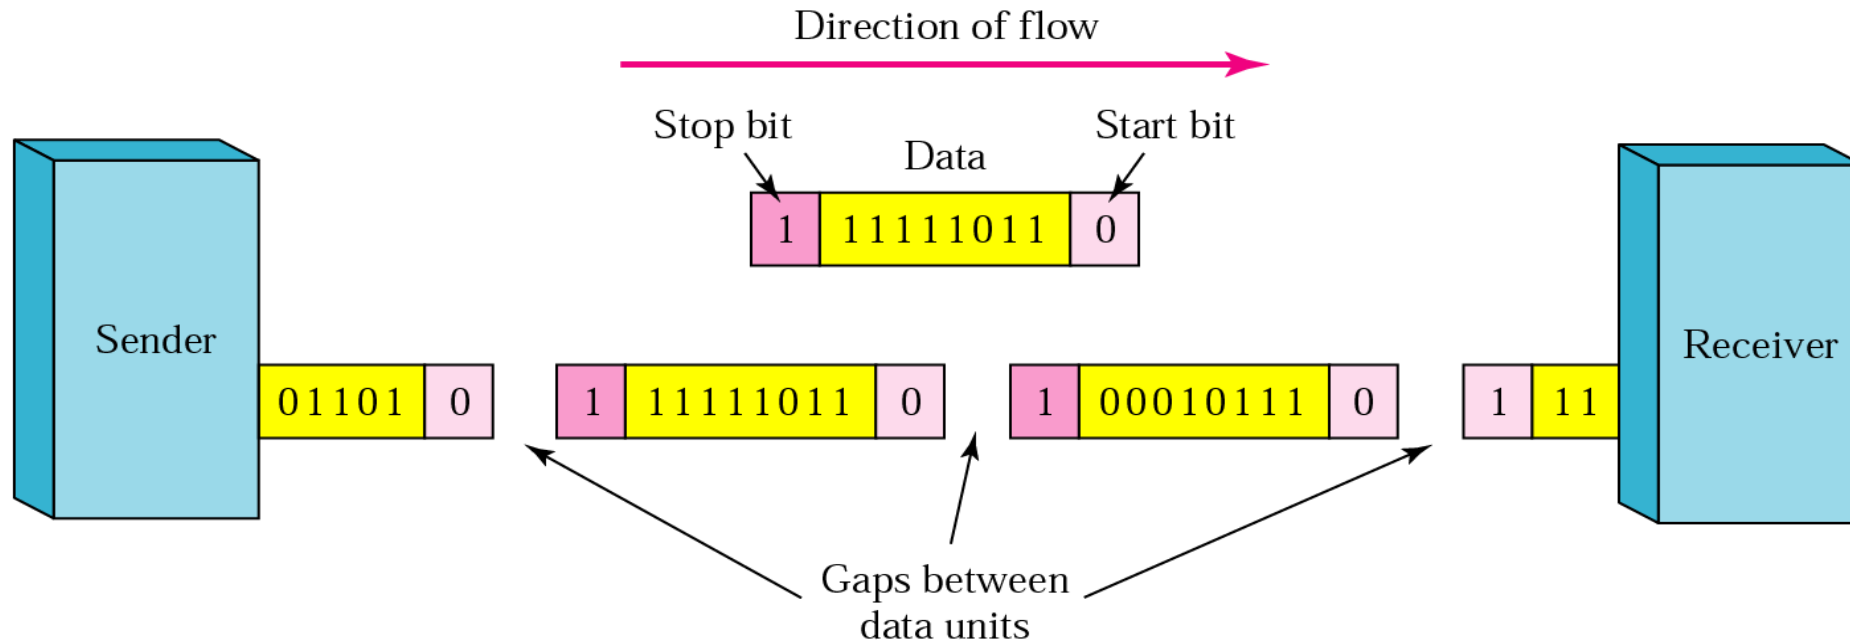 Direction of flow
Stop bit
Start bit
Data
1 11111011 0
Sender
Receiver
01101 0 1 11111011 0 1 00010111 0 1 11
Gaps between
data units